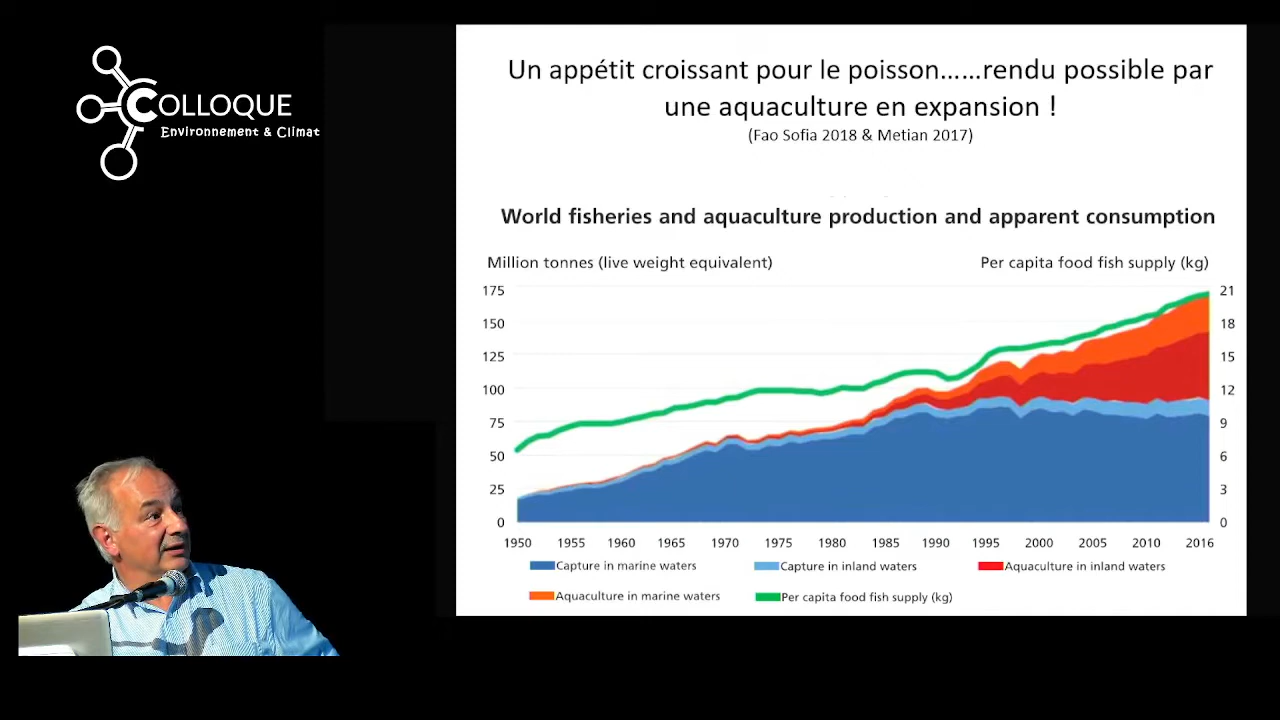 COLLOQUE
Environnement & Climat
Un appétit croissant pour le poisson......rendu possible par
une aquaculture en expansion !
(Fao Sofia 2018 & Metian 2017)
World fisheries and aquaculture production and apparent consumption
Million tonnes (live weight equivalent)
Per capita food fish supply (kg)
175
150
125
100
75
50
25
0
21
18
15
12
9
6
3
0
1950 1955 1960 1965 1970 1975 1980 1985 1990 1995 2000 2005 2010 2016
Capture in marine waters
Capture in inland waters
Aquaculture in inland waters
Aquaculture in marine waters
Per capita food fish supply (kg)